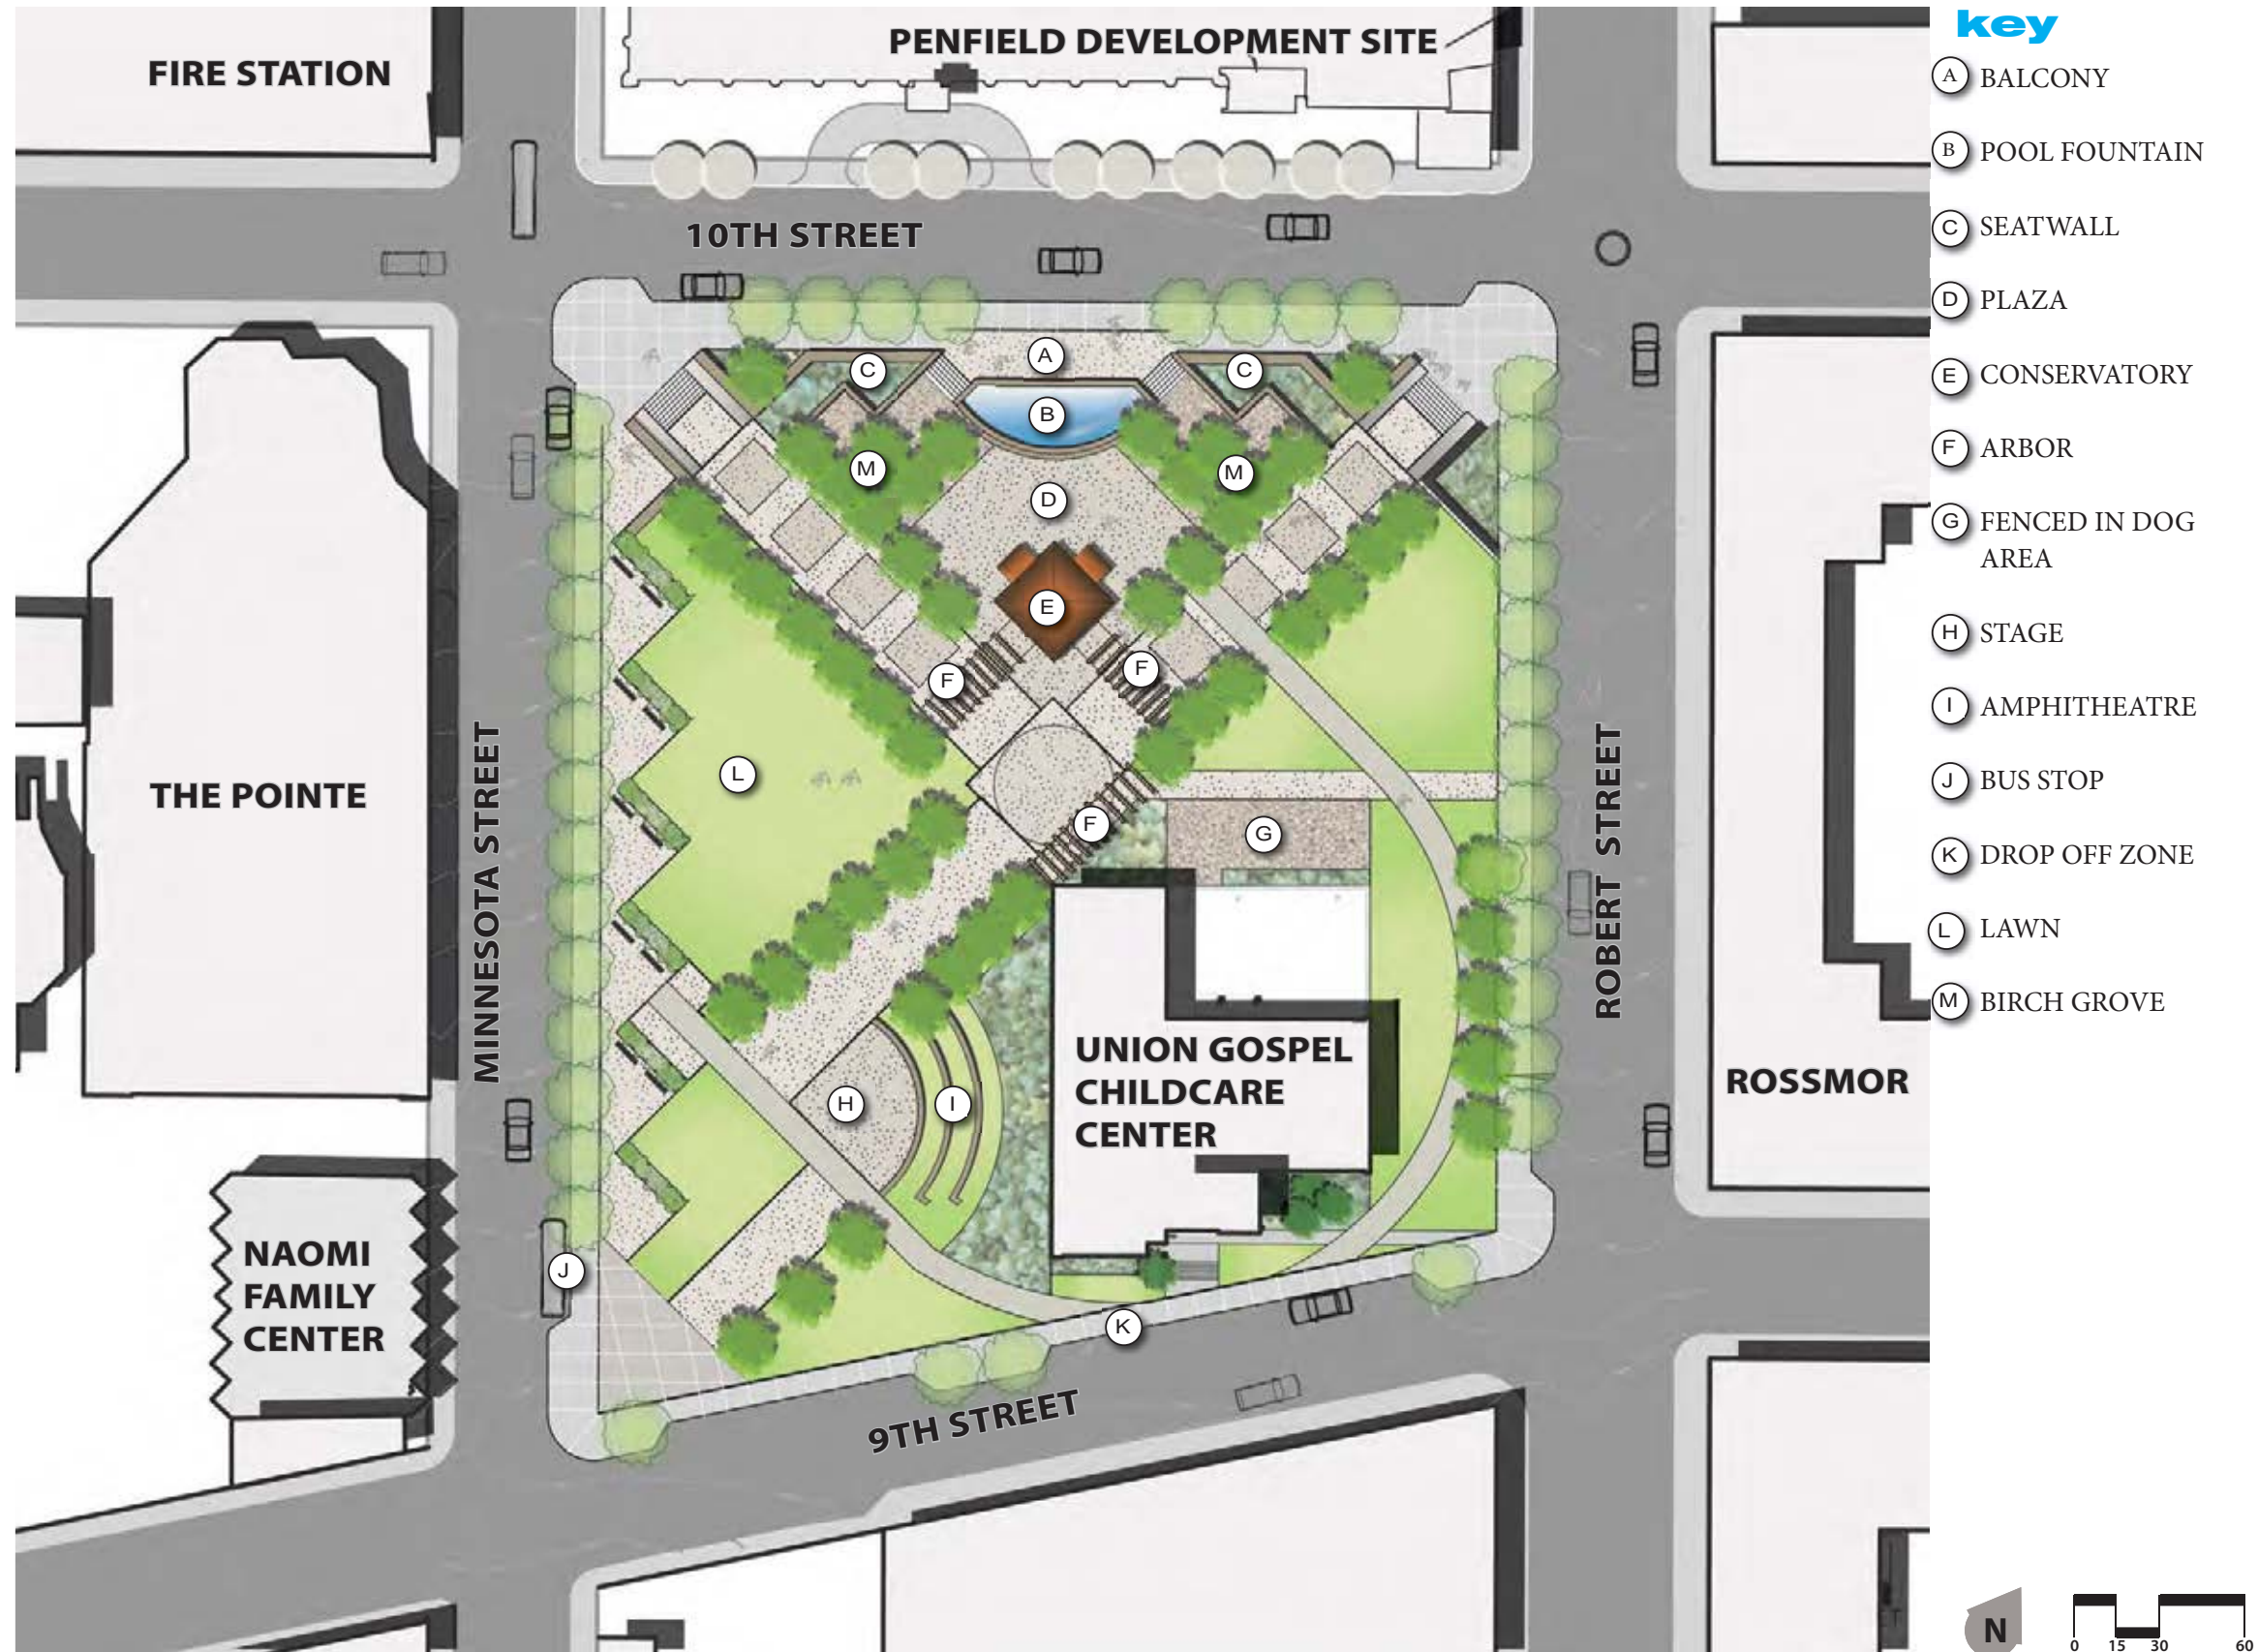 PENFIELD DEVELOPMENT SITE
FIRE STATION
10TH STREET
A
C
C
B
M
M
D
E
F
F
L
F
G
THE POINTE
MINNESOTA STREET
ROBERT STREET
UNION GOSPEL
CHILDCARE
CENTER
H
I
ROSSMOR
NAOMI
FAMILY
CENTER
J
K
9TH STREET
key
A BALCONY
B POOL FOUNTAIN
C SEATWALL
D PLAZA
E CONSERVATORY
F ARBOR
G FENCED IN DOG
AREA
H STAGE
I AMPHITHEATRE
J BUS STOP
K DROP OFF ZONE
L LAWN
M BIRCH GROVE
N
0 15 30 60